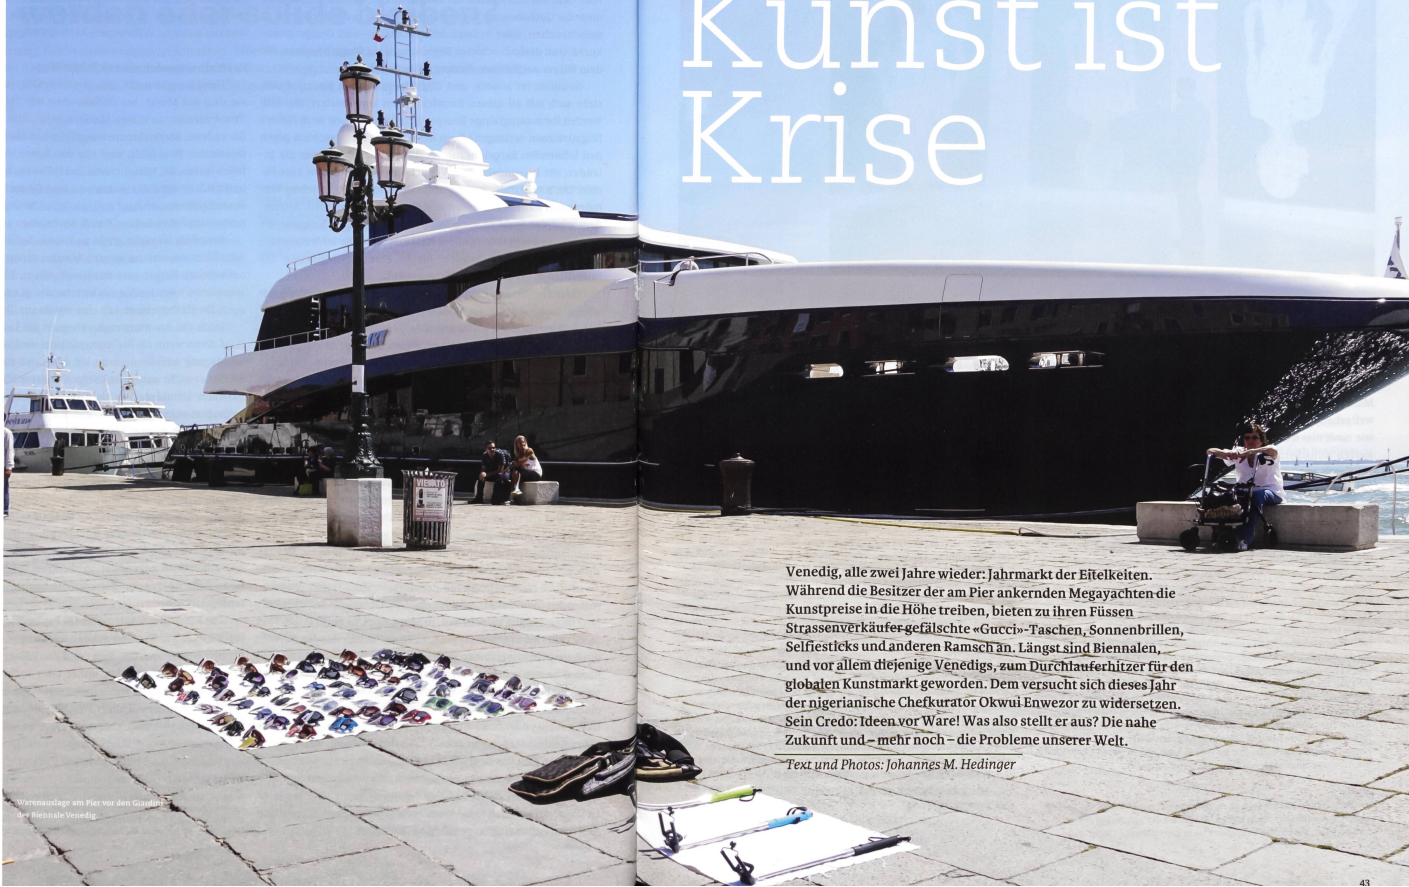 Kunst ist
Krise
VIETATO
Venedig, alle zwei Jahre wieder: Jahrmarkt der Eitelkeiten.
Während die Besitzer der am Pier ankernden Megayachten die
Kunstpreise in die Höhe treiben, bieten zu ihren Füssen
Strassenverkäufer gefälschte «Gucci»-Taschen, Sonnenbrillen,
Selfiesticks und anderen Ramsch an. Längst sind Biennalen,
und vor allem diejenige Venedigs, zum Durchlauferhitzer für den
globalen Kunstmarkt geworden. Dem versucht sich dieses Jahr
der nigerianische Chefkurator Okwui Enwezor zu widersetzen.
Sein Credo: Ideen vor Ware! Was also stellt er aus? Die nahe
Zukunft und – mehr noch – die Probleme unserer Welt.
Text und Photos: Johannes M. Hedinger
Warenauslage am Pier vor den Giardini
der Biennale Venedig.
43